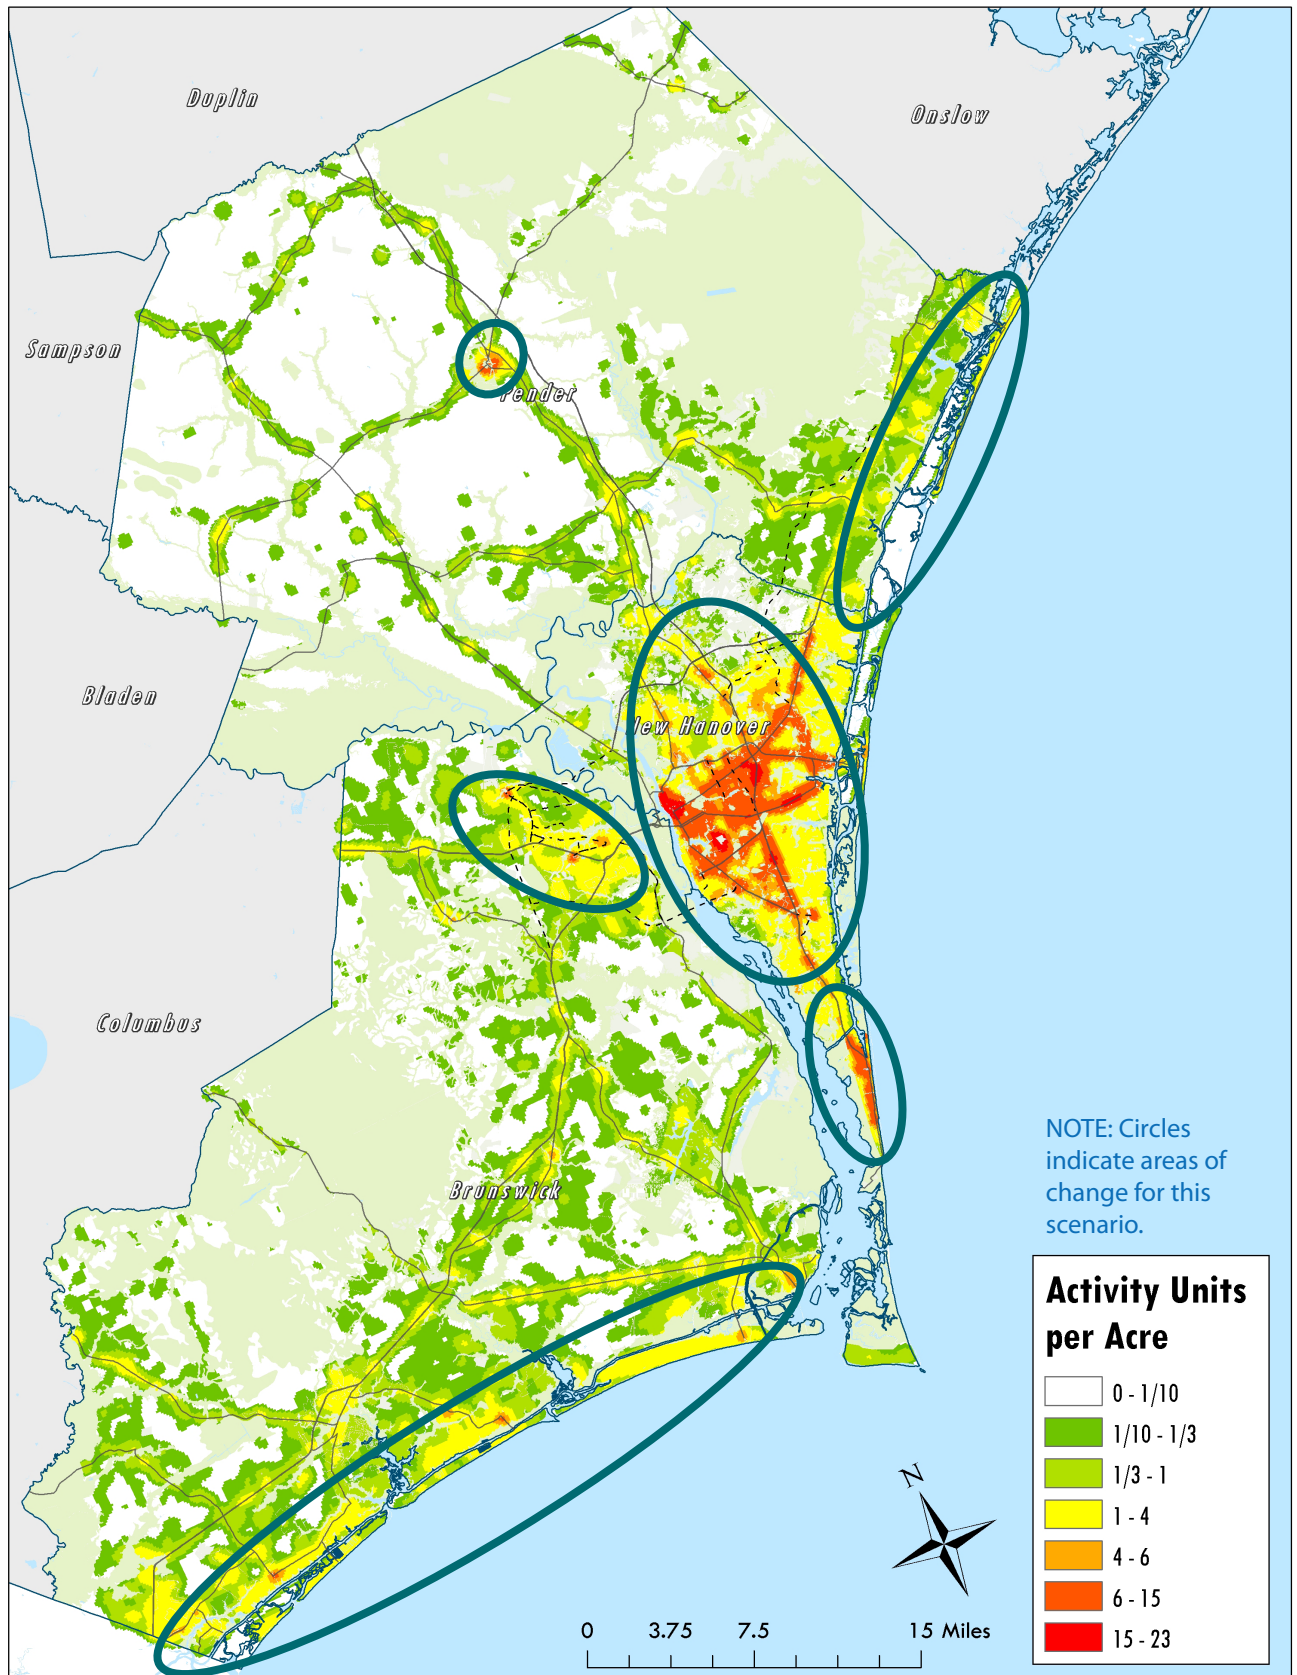 Duplin
Onslow
Sampson
Pender
Bladen
New Hanover
Columbus
Brunswick
NOTE: Circles
indicate areas of
change for this
scenario.
Activity Units
per Acre
0 - 1/10
1/10 - 1/3
1/3 - 1
1 - 4
4 - 6
6 - 15
15 - 23
N
0 3.75 7.5 15 Miles